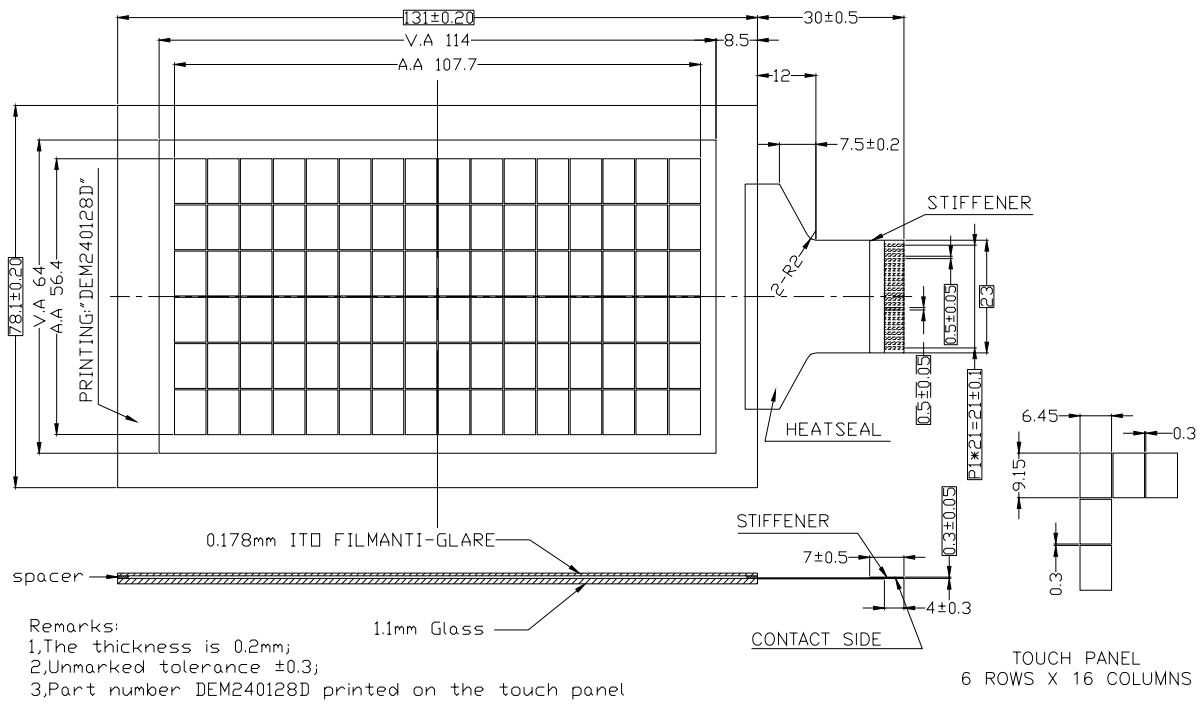 131±0.20
30±0.5
V.A 114
8.5
A.A 107.7
12
7.5±0.2
STIFFENER
2-R2
78.1±0.20
V.A 64
A.A 56.4
PRINTING:"DEM240128D"
0.5±0.05
23
0.5±0.05
P1*21=21±0.1
HEATSEAL
6.45
0.3
9.15
0.3
0.178mm ITO FILMANTI-GLARE
STIFFENER
0.3±0.05
7±0.5
spacer
4±0.3
1.1mm Glass
CONTACT SIDE
Remarks:
1,The thickness is 0.2mm;
2,Unmarked tolerance ±0.3;
3,Part number DEM240128D printed on the touch panel
TOUCH PANEL
6 ROWS X 16 COLUMNS